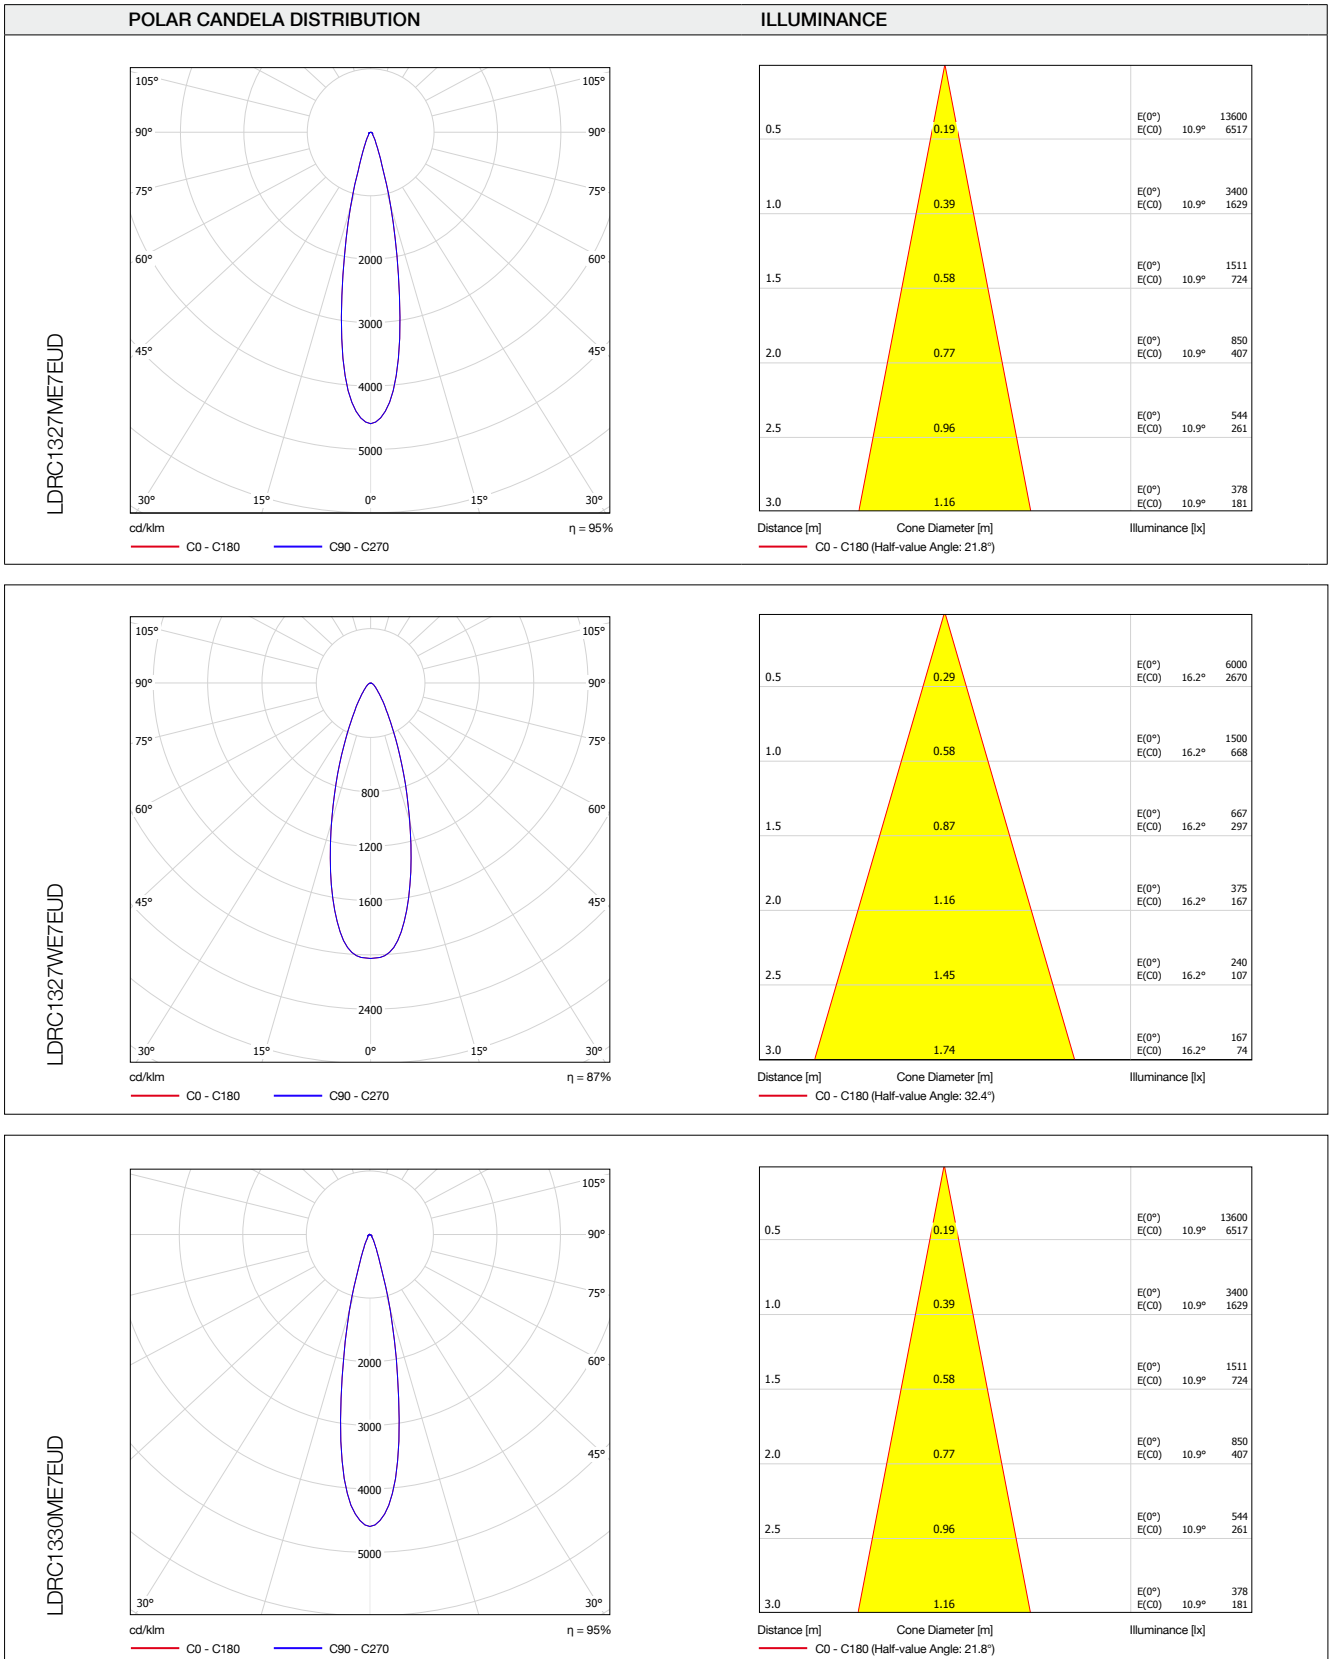 POLAR CANDELA DISTRIBUTION ILLUMINANCE
LDRC1327ME7EUD
105° 105°
90° 90°
75° 75°
60° 60°
45° 45°
2000
3000
4000
5000
30° 15° 0° 15° 30°
cd/klm η = 95%
C0 - C180 C90 - C270
0.5 0.19 E(0°) 13600
E(C0) 10.9° 6517
1.0 0.39 E(0°) 3400
E(C0) 10.9° 1629
1.5 0.58 E(0°) 1511
E(C0) 10.9° 724
2.0 0.77 E(0°) 850
E(C0) 10.9° 407
2.5 0.96 E(0°) 544
E(C0) 10.9° 261
3.0 1.16 E(0°) 378
E(C0) 10.9° 181
Distance [m] Cone Diameter [m] Illuminance [lx]
C0 - C180 (Half-value Angle: 21.8°)
LDRC1327WE7EUD
105° 105°
90° 90°
75° 75°
60° 60°
45° 45°
800
1200
1600
2400
30° 15° 0° 15° 30°
cd/klm η = 87%
C0 - C180 C90 - C270
0.5 0.29 E(0°) 6000
E(C0) 16.2° 2670
1.0 0.58 E(0°) 1500
E(C0) 16.2° 668
1.5 0.87 E(0°) 667
E(C0) 16.2° 297
2.0 1.16 E(0°) 375
E(C0) 16.2° 167
2.5 1.45 E(0°) 240
E(C0) 16.2° 107
3.0 1.74 E(0°) 167
E(C0) 16.2° 74
Distance [m] Cone Diameter [m] Illuminance [lx]
C0 - C180 (Half-value Angle: 32.4°)
LDRC1330ME7EUD
105°
90°
75°
60°
45°
2000
3000
4000
5000
30° 30°
cd/klm η = 95%
C0 - C180 C90 - C270
0.5 0.19 E(0°) 13600
E(C0) 10.9° 6517
1.0 0.39 E(0°) 3400
E(C0) 10.9° 1629
1.5 0.58 E(0°) 1511
E(C0) 10.9° 724
2.0 0.77 E(0°) 850
E(C0) 10.9° 407
2.5 0.96 E(0°) 544
E(C0) 10.9° 261
3.0 1.16 E(0°) 378
E(C0) 10.9° 181
Distance [m] Cone Diameter [m] Illuminance [lx]
C0 - C180 (Half-value Angle: 21.8°)